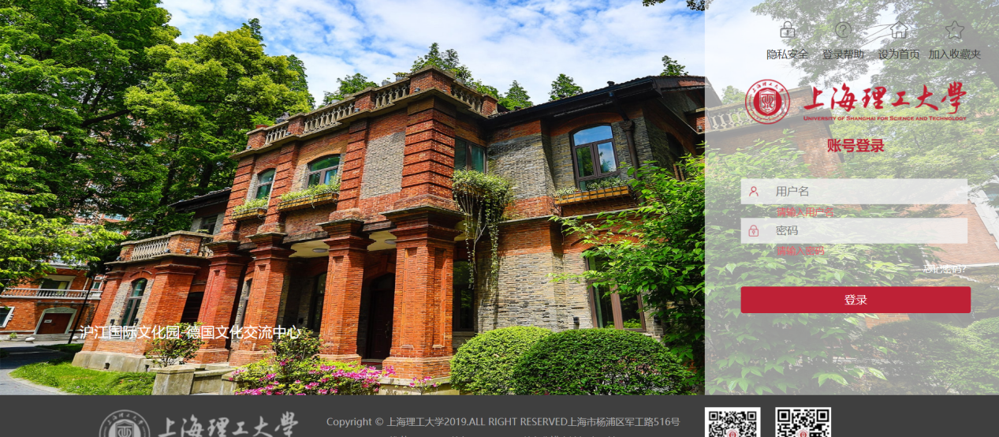 隐私安全 登录帮助 设为首页 加入收藏夹
上海理工大学
UNIVERSITY OF SHANGHAI FOR SCIENCE AND TECHNOLOGY
账号登录
用户名
请输入用户名
密码
请输入密码
忘记密码?
登录
沪江国际文化园-德国文化交流中心
上海理工大学
Copyright © 上海理工大学2019.ALL RIGHT RESERVED上海市杨浦区军工路516号